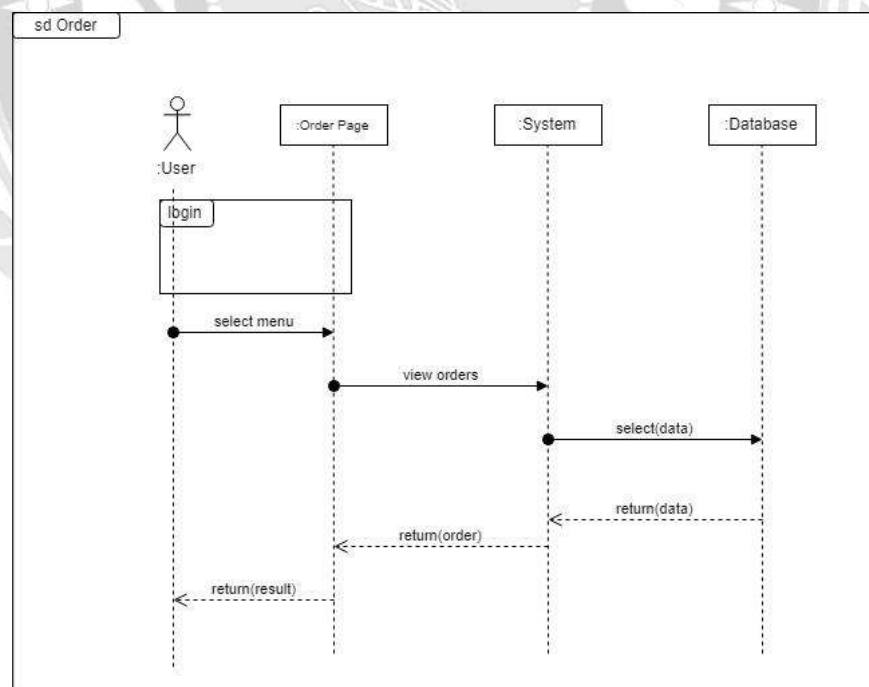 sd Order
:User
:Order Page
:System
:Database
login
select menu
view orders
select(data)
return(data)
return(order)
return(result)